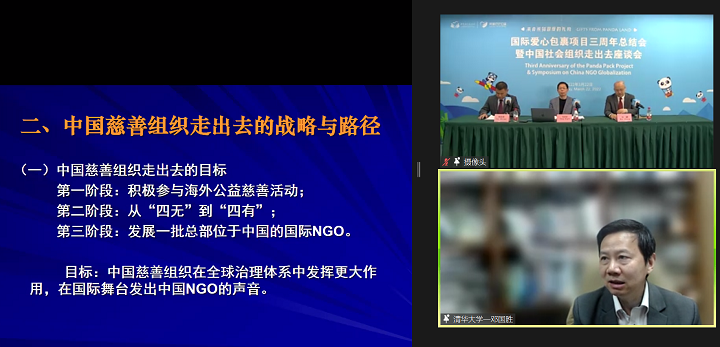 二、中国慈善组织走出去的战略与路径
（一）中国慈善组织走出去的目标
第一阶段：积极参与海外公益慈善活动；
第二阶段：从“四无”到“四有”；
第三阶段：发展一批总部位于中国的国际NGO。
目标：中国慈善组织在全球治理体系中发挥更大作
用，在国际舞台发出中国NGO的声音。
国际爱心包裹项目三周年总结会
暨中国社会组织走出去座谈会
Third Anniversary of the Panda Pack Project
& Symposium on China NGO Globalization
摄像头
清华大学—邓国胜